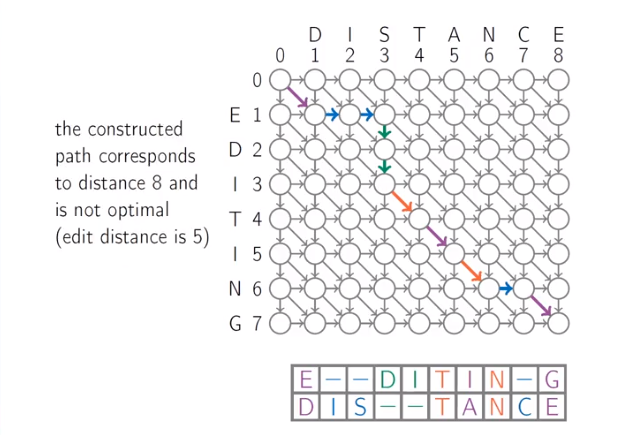 D I S T A N C E
0 1 2 3 4 5 6 7 8
0
E 1
D 2
I 3
T 4
I 5
N 6
G 7
the constructed
path corresponds
to distance 8 and
is not optimal
(edit distance is 5)
E – – D I T I N – G
D I S – – T A N C E